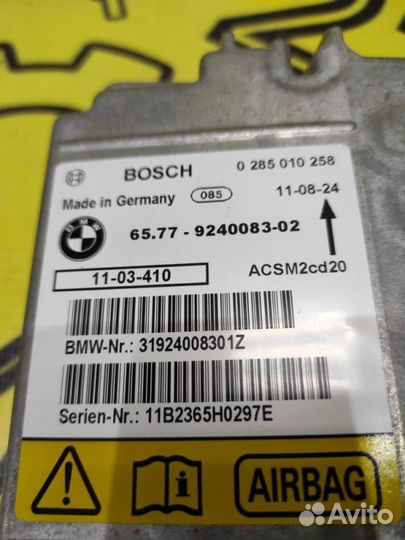 BOSCH 0 285 010 258
Made in Germany 085 11-08-24
BMW 65.77 - 9240083-02
11-03-410 ACSM2cd20
BMW-Nr.: 31924008301Z
Serien-Nr.: 11B2365H0297E
AIRBAG
Avito